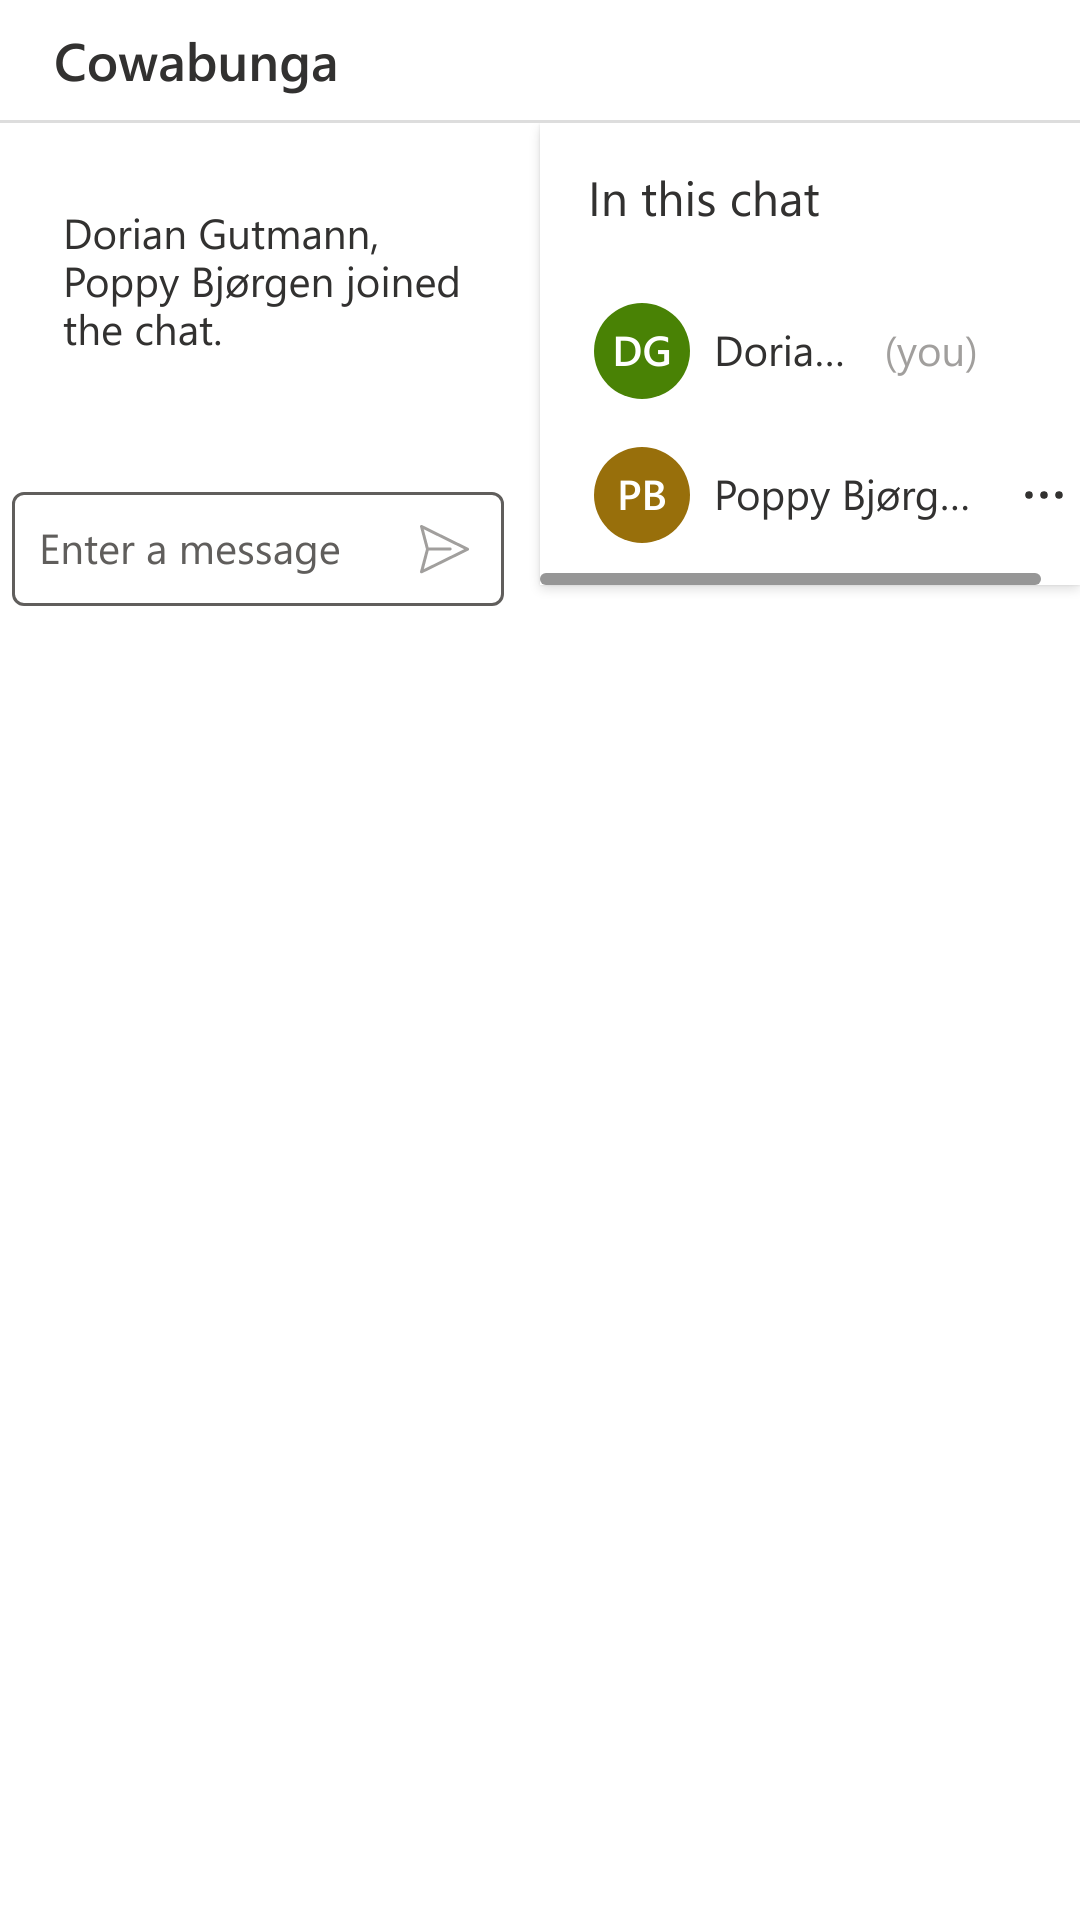 Cowabunga
Dorian Gutmann,
Poppy Bjørgen joined
the chat.
Enter a message
In this chat
DG Doria... (you)
PB Poppy Bjørg...